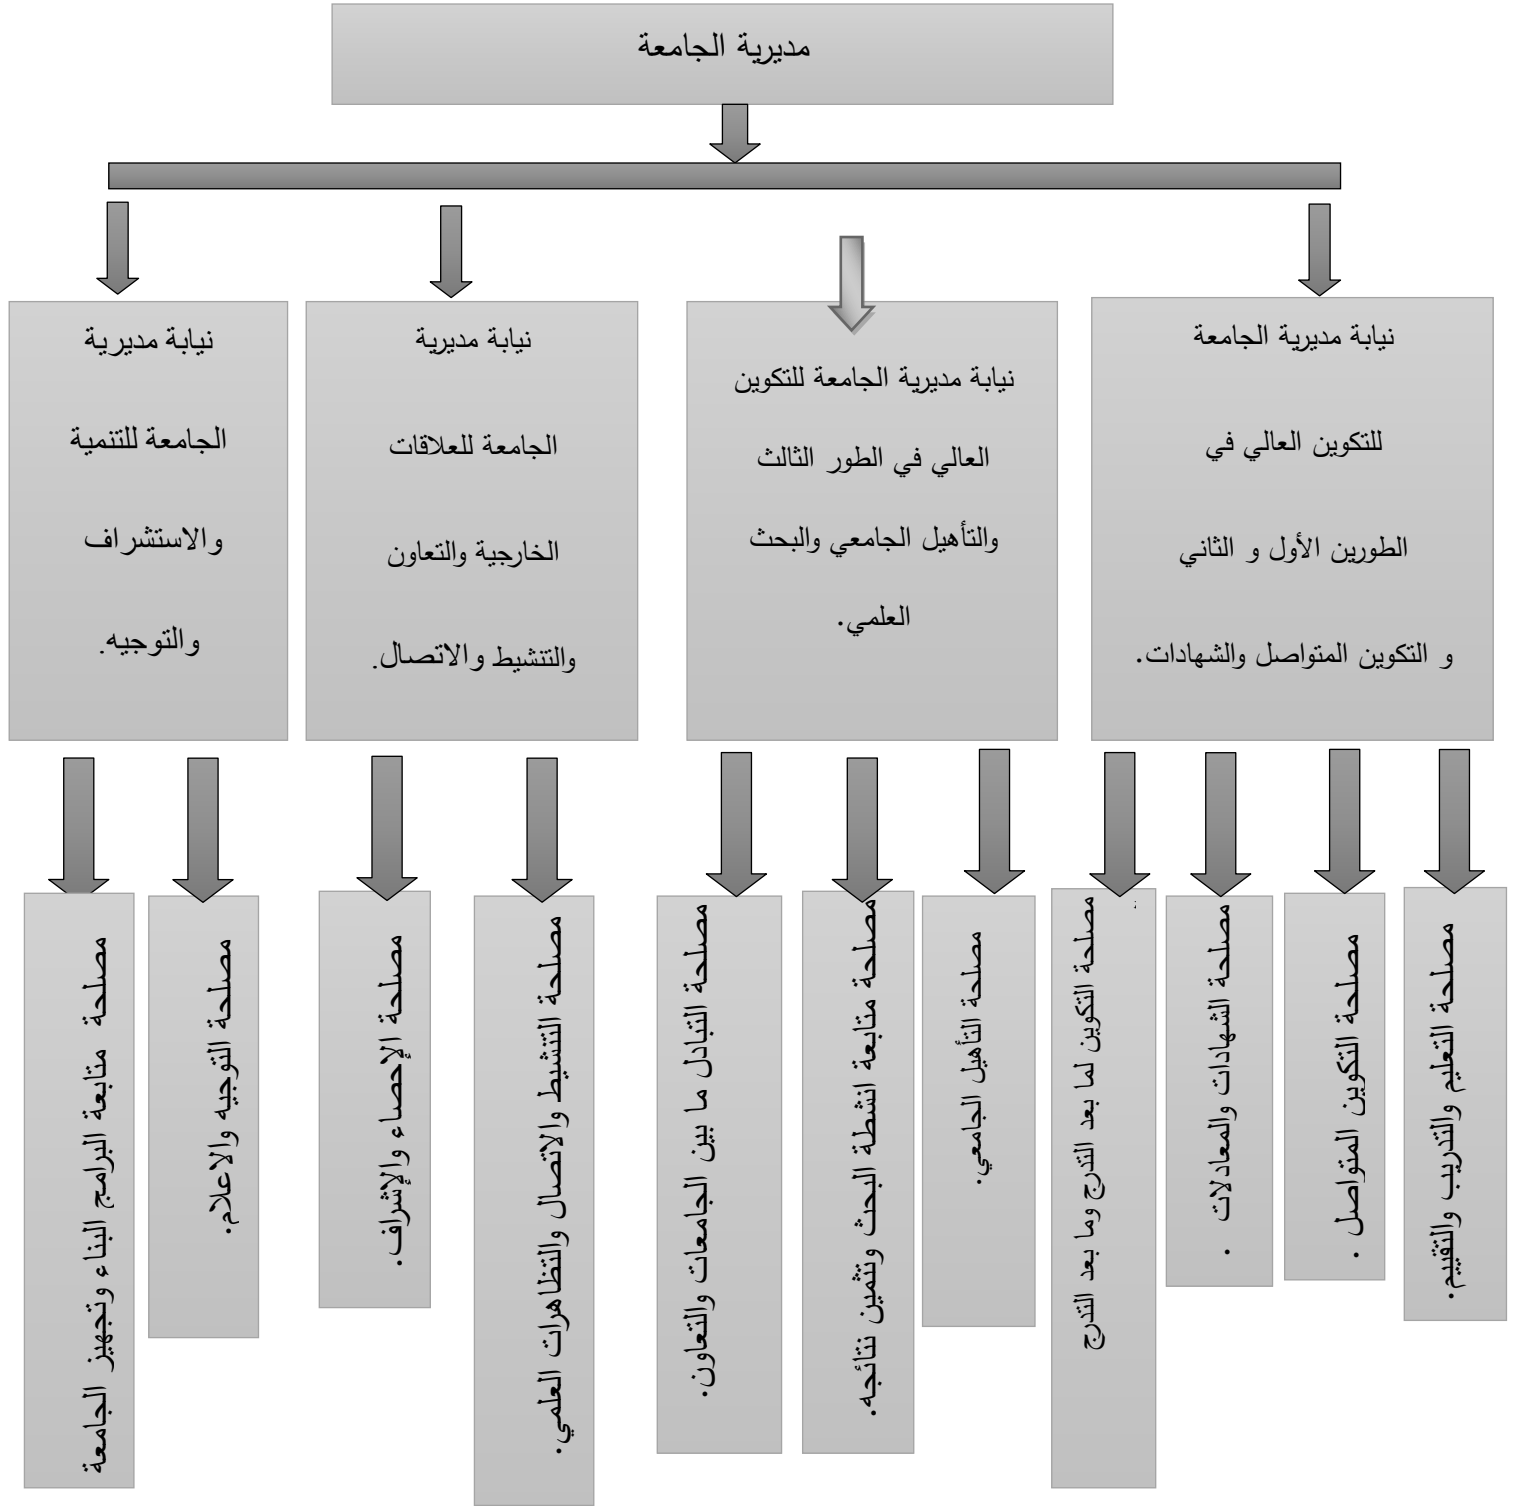 مديرية الجامعة
نيابة مديرية الجامعة
للتكوين العالي في
الطورين الأول و الثاني
و التكوين المتواصل والشهادات.
نيابة مديرية الجامعة للتكوين
العالي في الطور الثالث
والتأهيل الجامعي والبحث
العلمي.
نيابة مديرية
الجامعة للعلاقات
الخارجية والتعاون
والتنشيط والاتصال.
نيابة مديرية
الجامعة للتنمية
والاستشراف
والتوجيه.
مصلحة التعليم والتدريب والتقييم.
مصلحة التكوين المتواصل .
مصلحة الشهادات والمعادلات .
مصلحة التكوين لما بعد التدرج وما بعد التدرج
مصلحة التأهيل الجامعي.
مصلحة متابعة انشطة البحث وتثمين نتائجه.
مصلحة التبادل ما بين الجامعات والتعاون.
مصلحة التنشيط والاتصال والتظاهرات العلمي.
مصلحة الإحصاء والإشراف.
مصلحة التوجيه والاعلام.
مصلحة متابعة البرامج البناء وتجهيز الجامعة